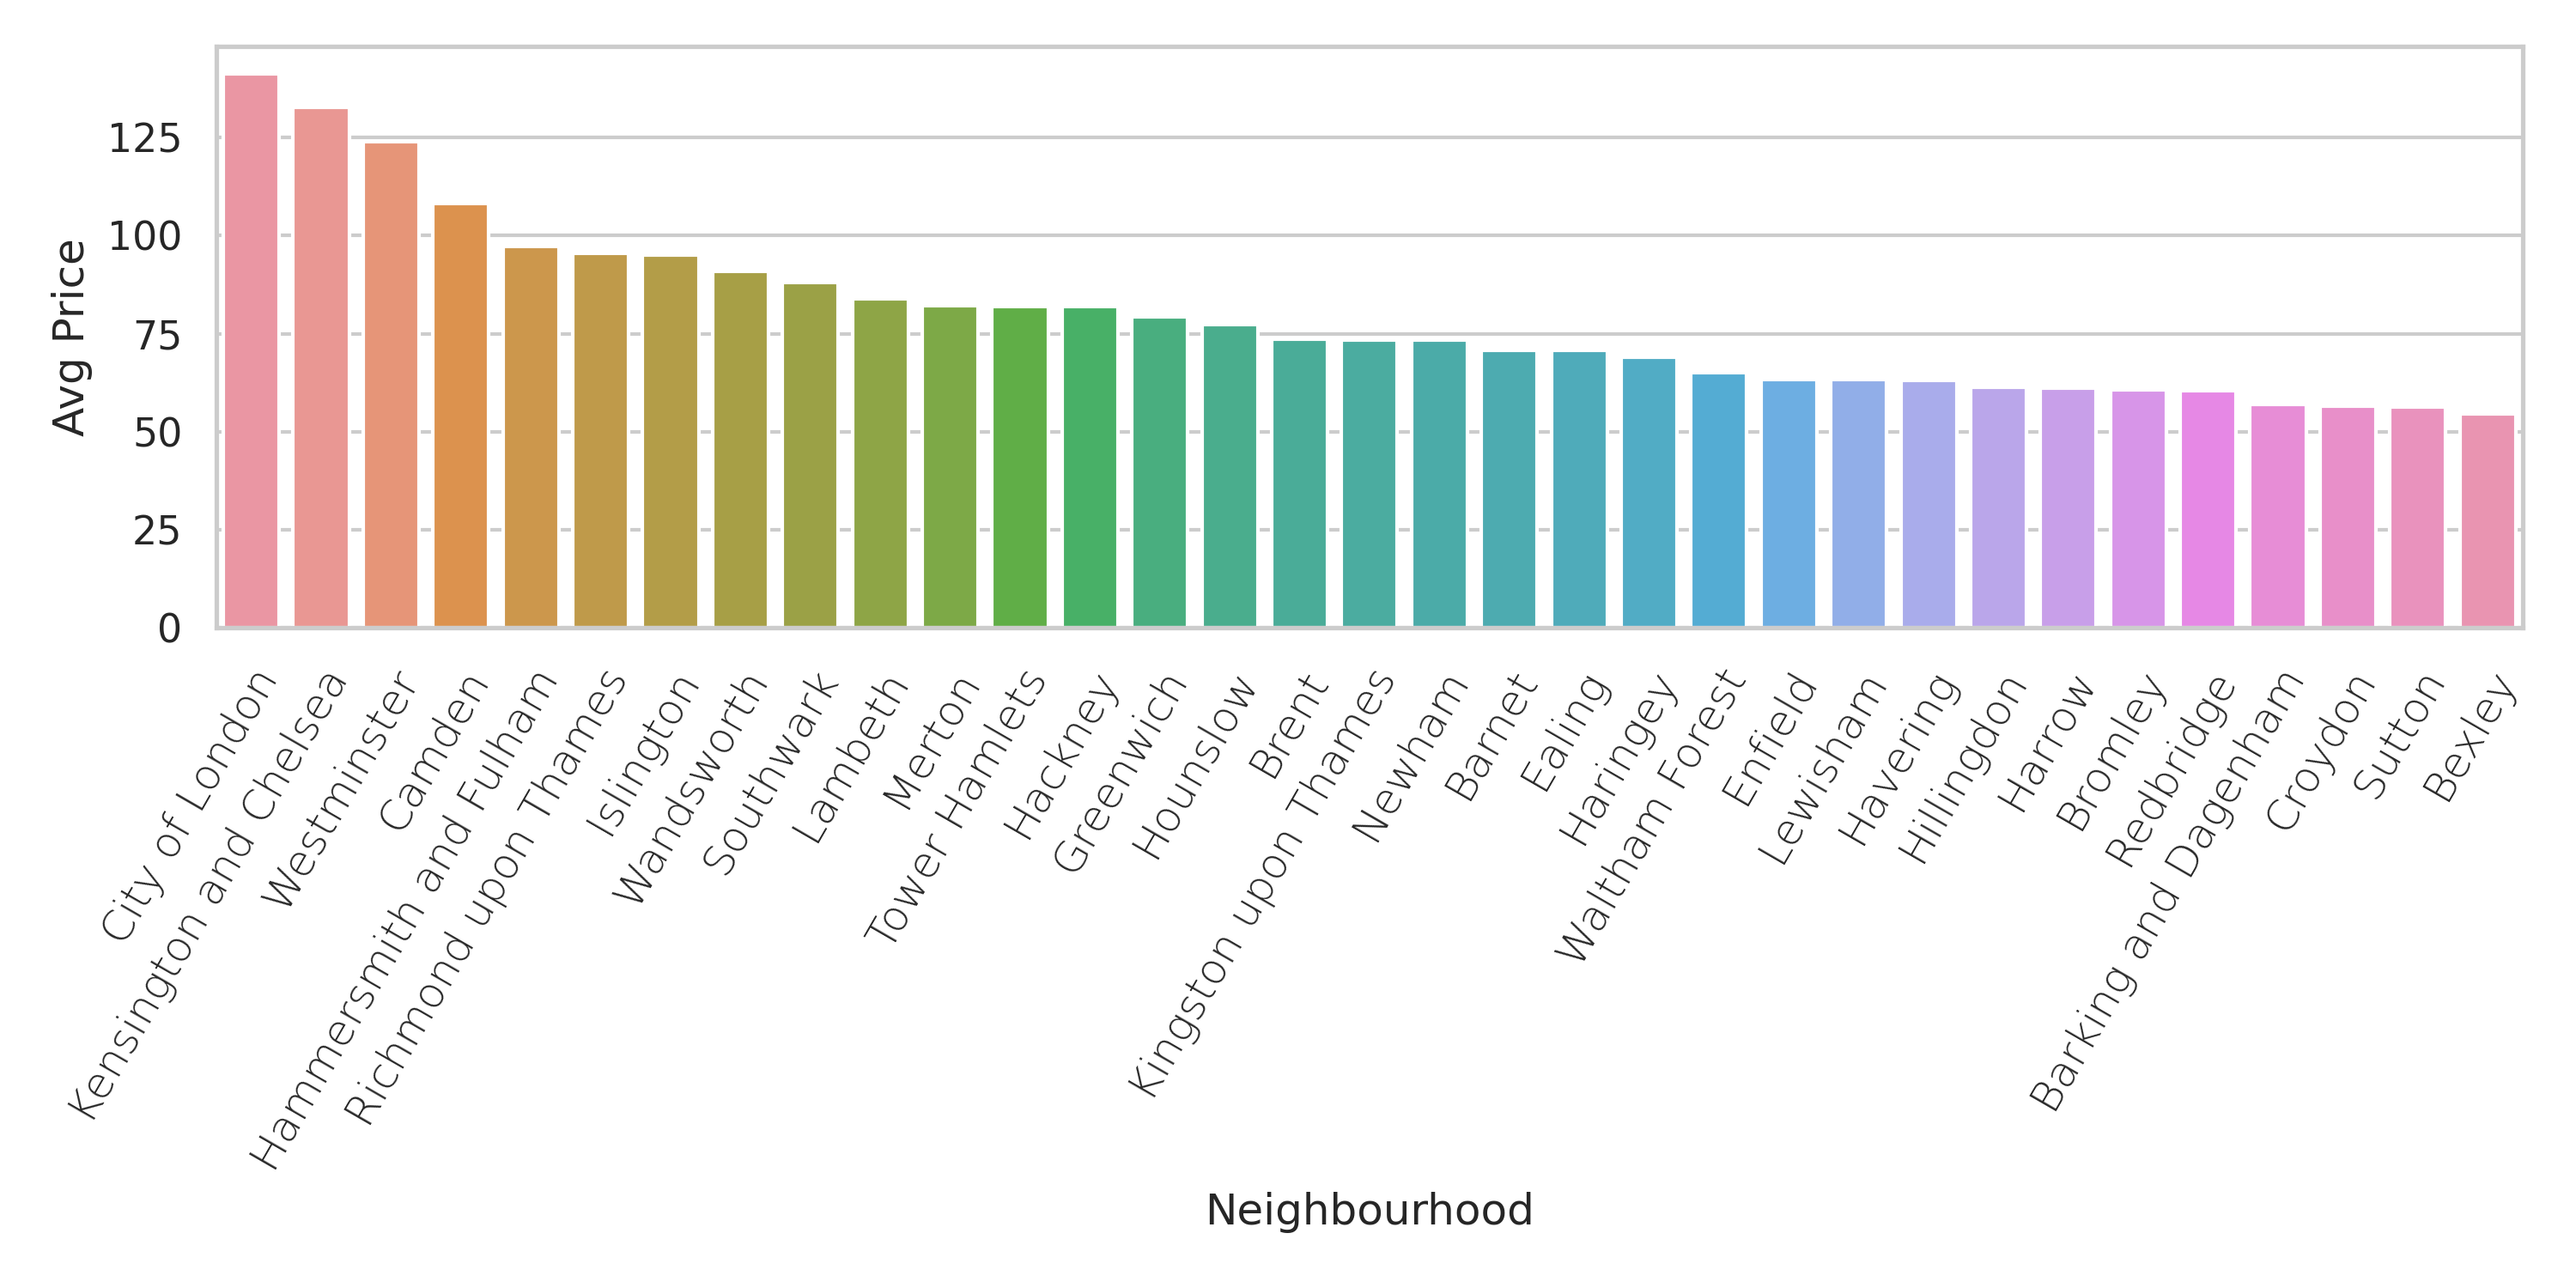 125
100
75
50
25
0
Avg Price
City of London
Kensington and Chelsea
Westminster
Camden
Hammersmith and Fulham
Richmond upon Thames
Islington
Wandsworth
Southwark
Lambeth
Merton
Tower Hamlets
Hackney
Greenwich
Hounslow
Brent
Kingston upon Thames
Newham
Barnet
Ealing
Haringey
Waltham Forest
Enfield
Lewisham
Havering
Hillingdon
Harrow
Bromley
Redbridge
Barking and Dagenham
Croydon
Sutton
Bexley
Neighbourhood